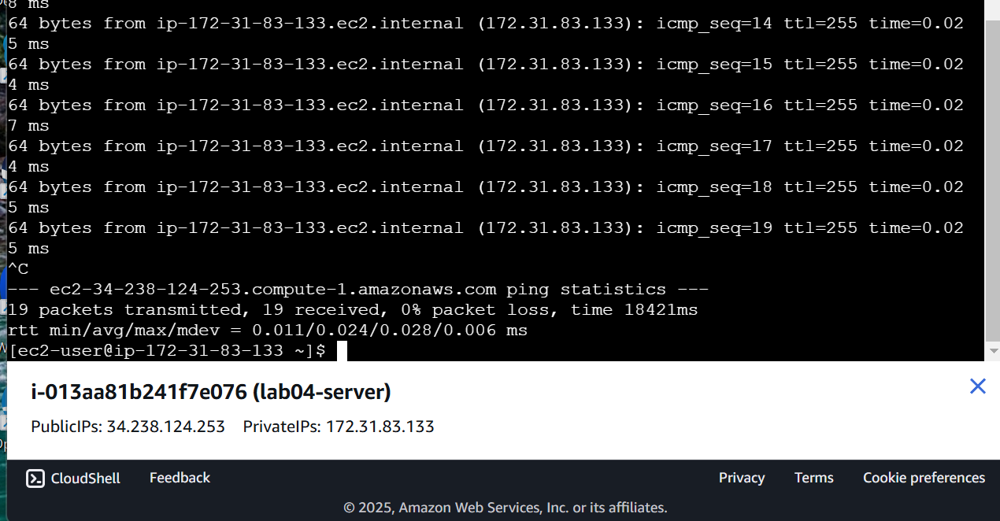 8 ms
64 bytes from ip-172-31-83-133.ec2.internal (172.31.83.133): icmp_seq=14 ttl=255 time=0.02
5 ms
64 bytes from ip-172-31-83-133.ec2.internal (172.31.83.133): icmp_seq=15 ttl=255 time=0.02
4 ms
64 bytes from ip-172-31-83-133.ec2.internal (172.31.83.133): icmp_seq=16 ttl=255 time=0.02
7 ms
64 bytes from ip-172-31-83-133.ec2.internal (172.31.83.133): icmp_seq=17 ttl=255 time=0.02
4 ms
64 bytes from ip-172-31-83-133.ec2.internal (172.31.83.133): icmp_seq=18 ttl=255 time=0.02
5 ms
64 bytes from ip-172-31-83-133.ec2.internal (172.31.83.133): icmp_seq=19 ttl=255 time=0.02
5 ms
^C
--- ec2-34-238-124-253.compute-1.amazonaws.com ping statistics ---
19 packets transmitted, 19 received, 0% packet loss, time 18421ms
rtt min/avg/max/mdev = 0.011/0.024/0.028/0.006 ms
[ec2-user@ip-172-31-83-133 ~]$
i-013aa81b241f7e076 (lab04-server)
PublicIPs: 34.238.124.253 PrivateIPs: 172.31.83.133
CloudShell Feedback Privacy Terms Cookie preferences
© 2025, Amazon Web Services, Inc. or its affiliates.